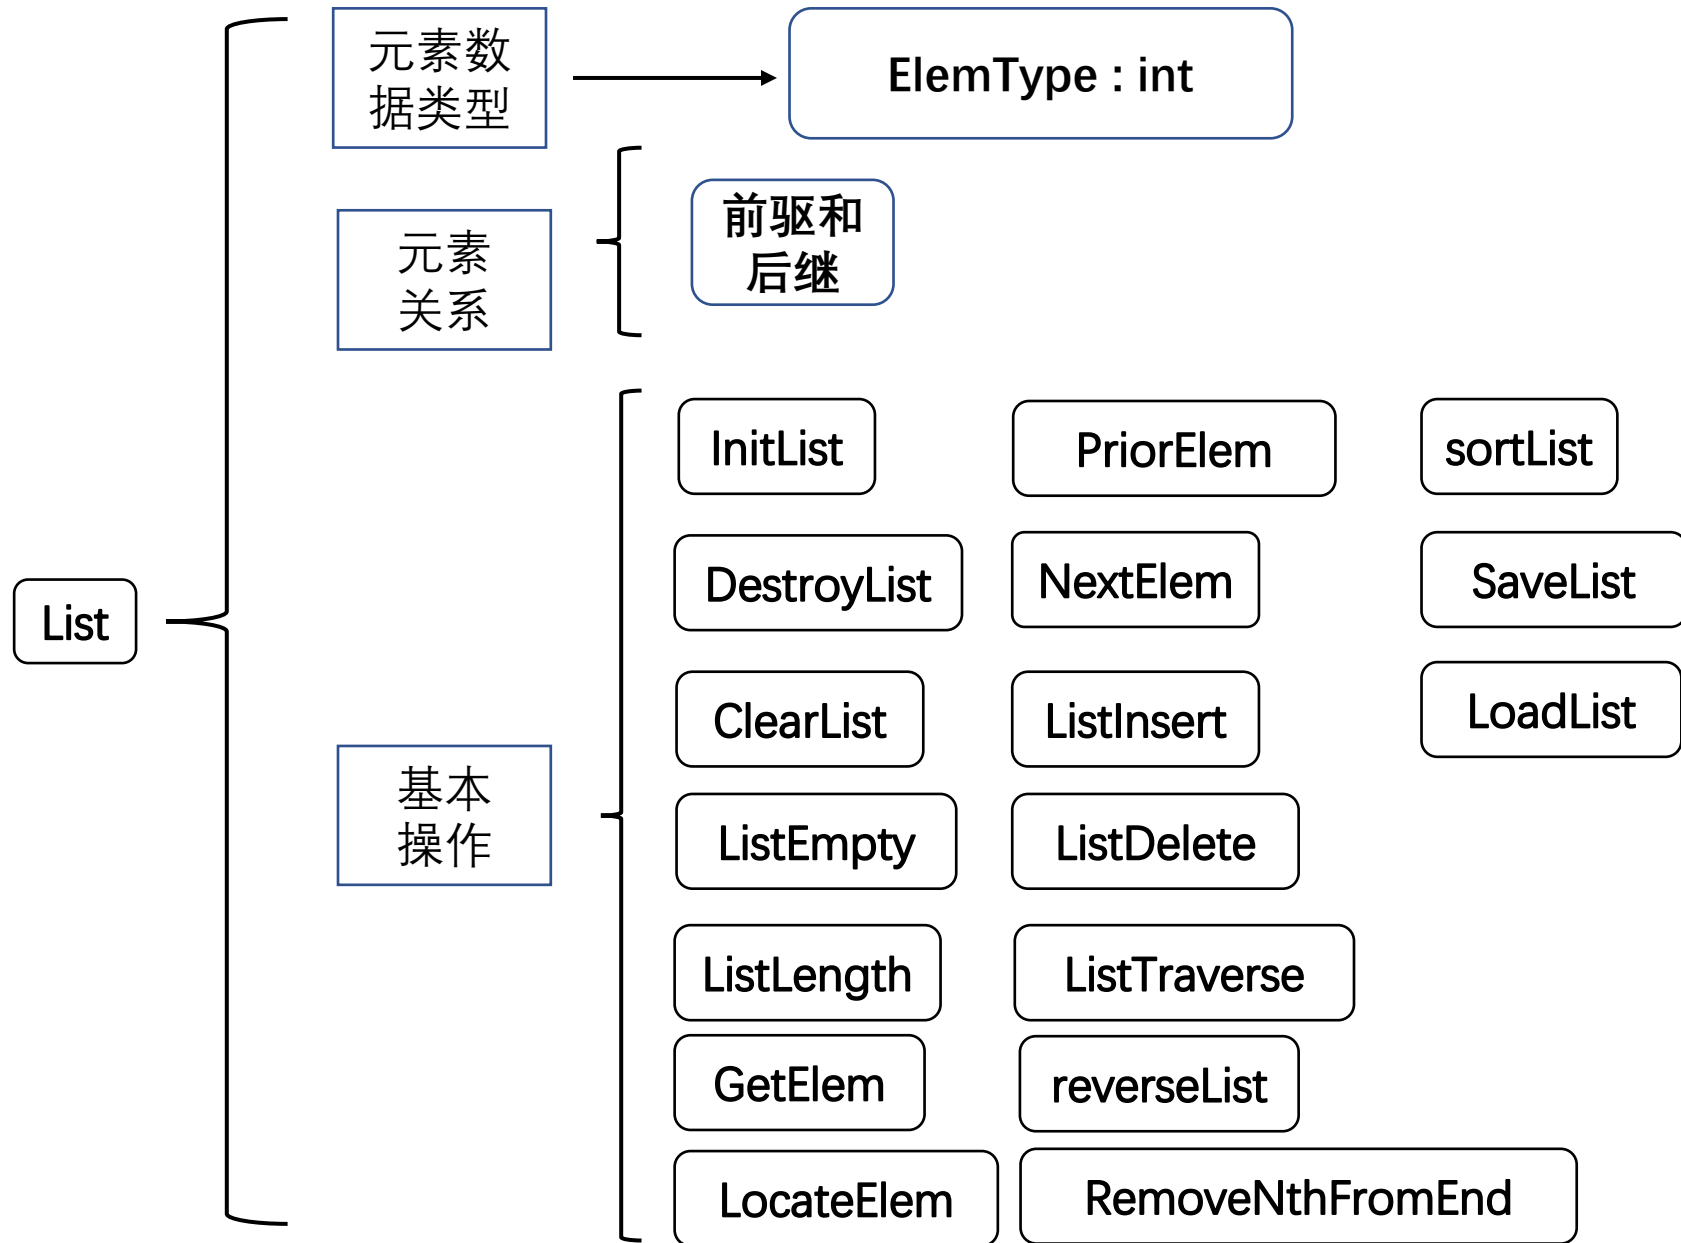 List
元素数
据类型
ElemType : int
元素
关系
前驱和
后继
基本
操作
InitList
DestroyList
ClearList
ListEmpty
ListLength
GetElem
LocateElem
PriorElem
NextElem
ListInsert
ListDelete
ListTraverse
reverseList
RemoveNthFromEnd
sortList
SaveList
LoadList